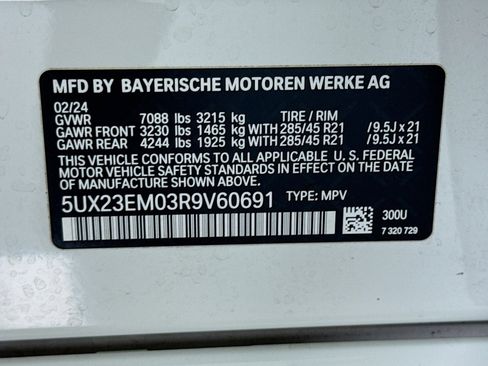 MFD BY BAYERISCHE MOTOREN WERKE AG
02/24
GVWR 7088 lbs 3215 kg TIRE / RIM
GAWR FRONT 3230 lbs 1465 kg WITH 285/45 R21 / 9.5J x 21
GAWR REAR 4244 lbs 1925 kg WITH 285/45 R21 / 9.5J x 21
THIS VEHICLE CONFORMS TO ALL APPLICABLE U. S. FEDERAL
MOTOR VEHICLE SAFETY STANDARDS IN EFFECT ON THE DATE
OF MANUFACTURE SHOWN ABOVE.
5UX23EM03R9V60691 TYPE: MPV
300U
7 320 729